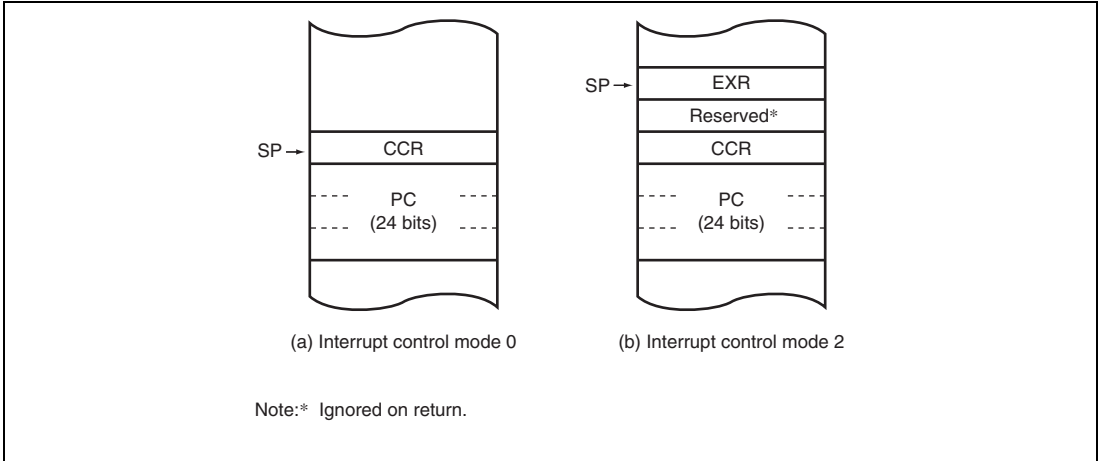 SP
CCR
PC
(24 bits)
(a) Interrupt control mode 0
SP
EXR
Reserved*
CCR
PC
(24 bits)
(b) Interrupt control mode 2
Note:* Ignored on return.